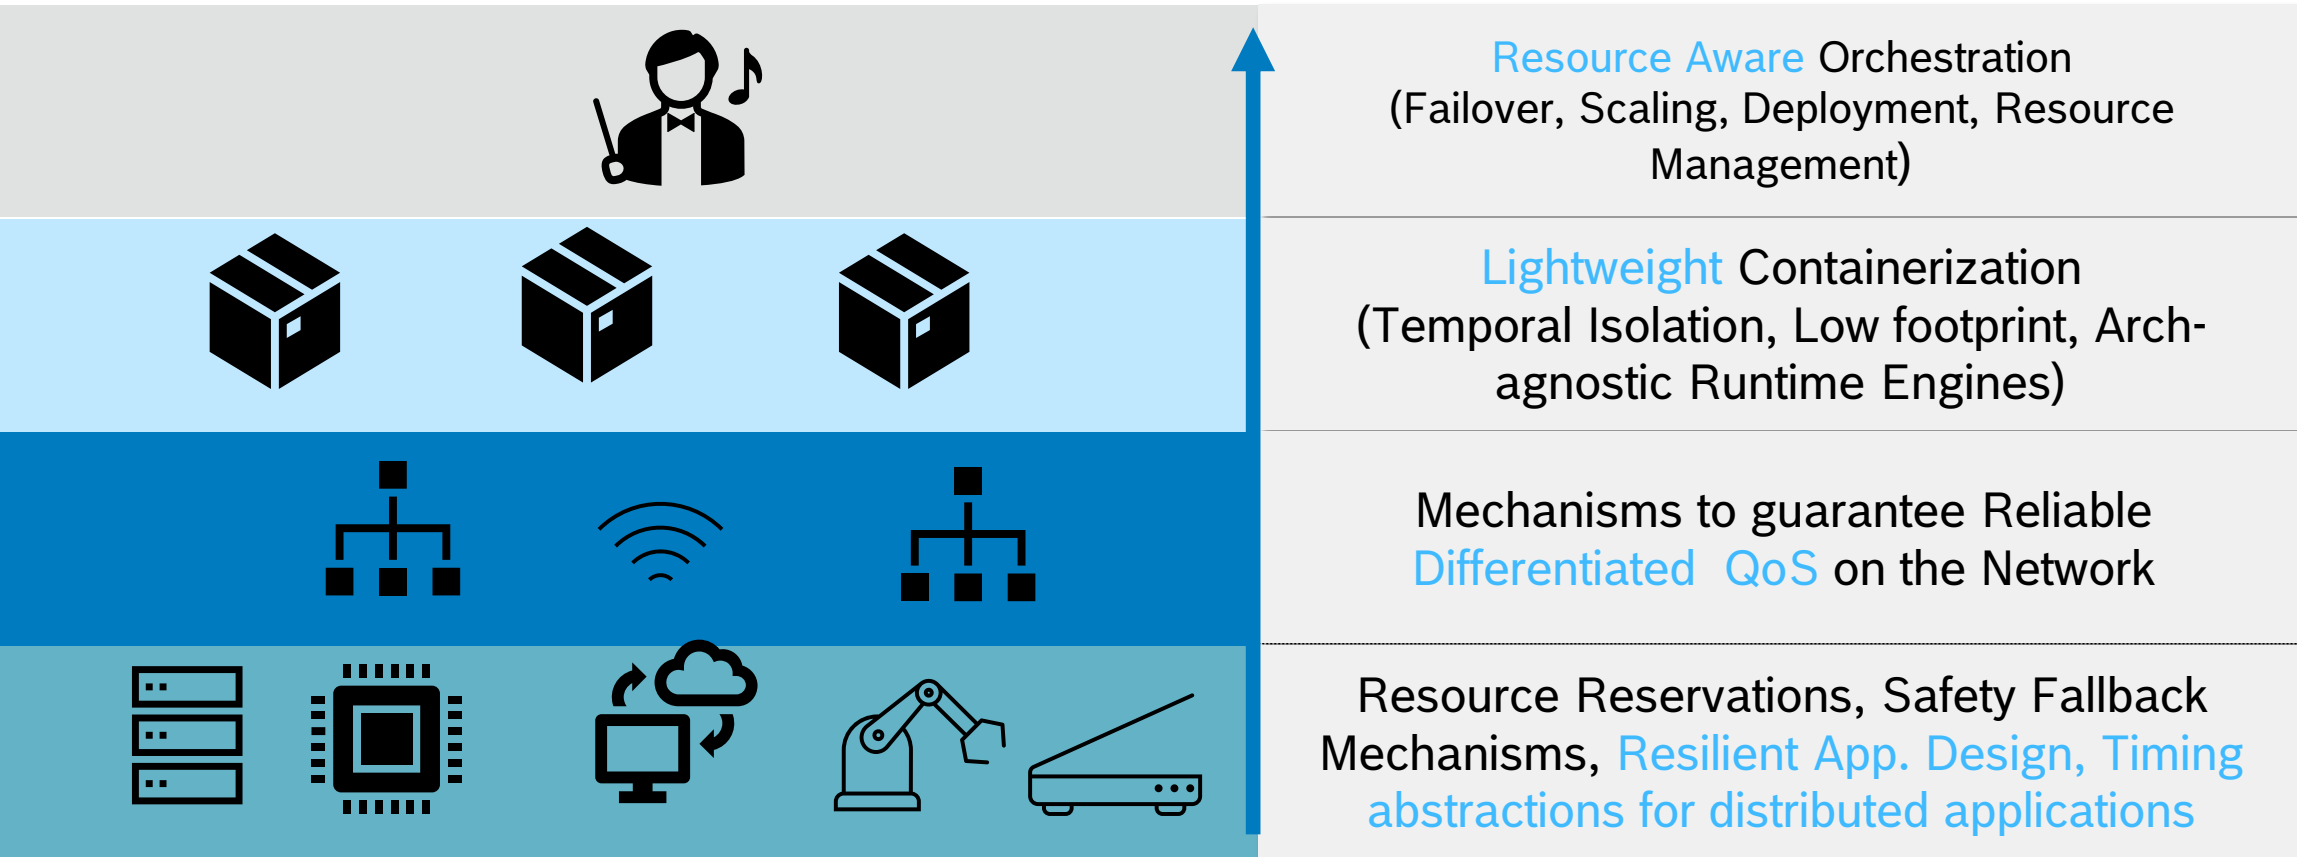 Resource Aware Orchestration
(Failover, Scaling, Deployment, Resource
Management)
Lightweight Containerization
(Temporal Isolation, Low footprint, Arch-
agnostic Runtime Engines)
Mechanisms to guarantee Reliable
Differentiated  QoS on the Network
Resource Reservations, Safety Fallback
Mechanisms, Resilient App. Design, Timing
abstractions for distributed applications